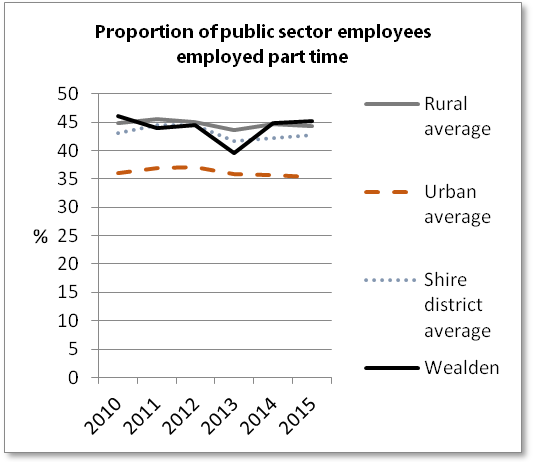 Proportion of public sector employees
employed part time
50
45
40
35
30
25
20
15
10
5
0
%
2010
2011
2012
2013
2014
2015
Rural
average
Urban
average
Shire
district
average
Wealden